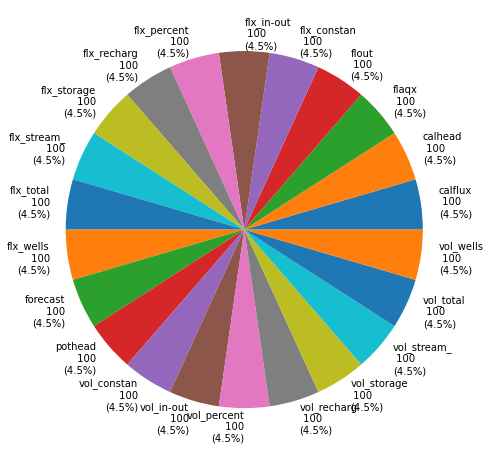 calflux
100
(4.5%)
calhead
100
(4.5%)
flaqx
100
(4.5%)
flout
100
(4.5%)
flx_constan
100
(4.5%)
flx_in-out
100
(4.5%)
flx_percent
100
(4.5%)
flx_recharg
100
(4.5%)
flx_storage
100
(4.5%)
flx_stream_
100
(4.5%)
flx_total
100
(4.5%)
flx_wells
100
(4.5%)
forecast
100
(4.5%)
pothead
100
(4.5%)
vol_constan
100
(4.5%)
vol_in-out
100
(4.5%)
vol_percent
100
(4.5%)
vol_recharg
100
(4.5%)
vol_storage
100
(4.5%)
vol_stream_
100
(4.5%)
vol_total
100
(4.5%)
vol_wells
100
(4.5%)